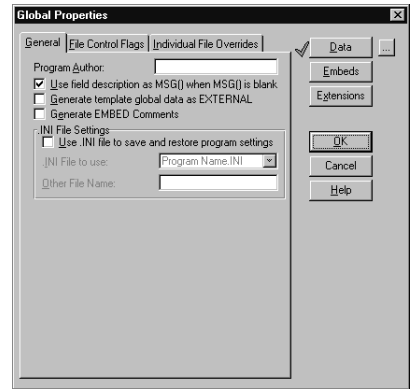 Global Properties
General File Control Flags Individual File Overrides
Program Author:
Use field description as MSG() when MSG() is blank
Generate template global data as EXTERNAL
Generate EMBED Comments
.INI File Settings
Use .INI file to save and restore program settings
.INI File to use: Program Name.INI
Other File Name:
Data ...
Embeds
Extensions
OK
Cancel
Help